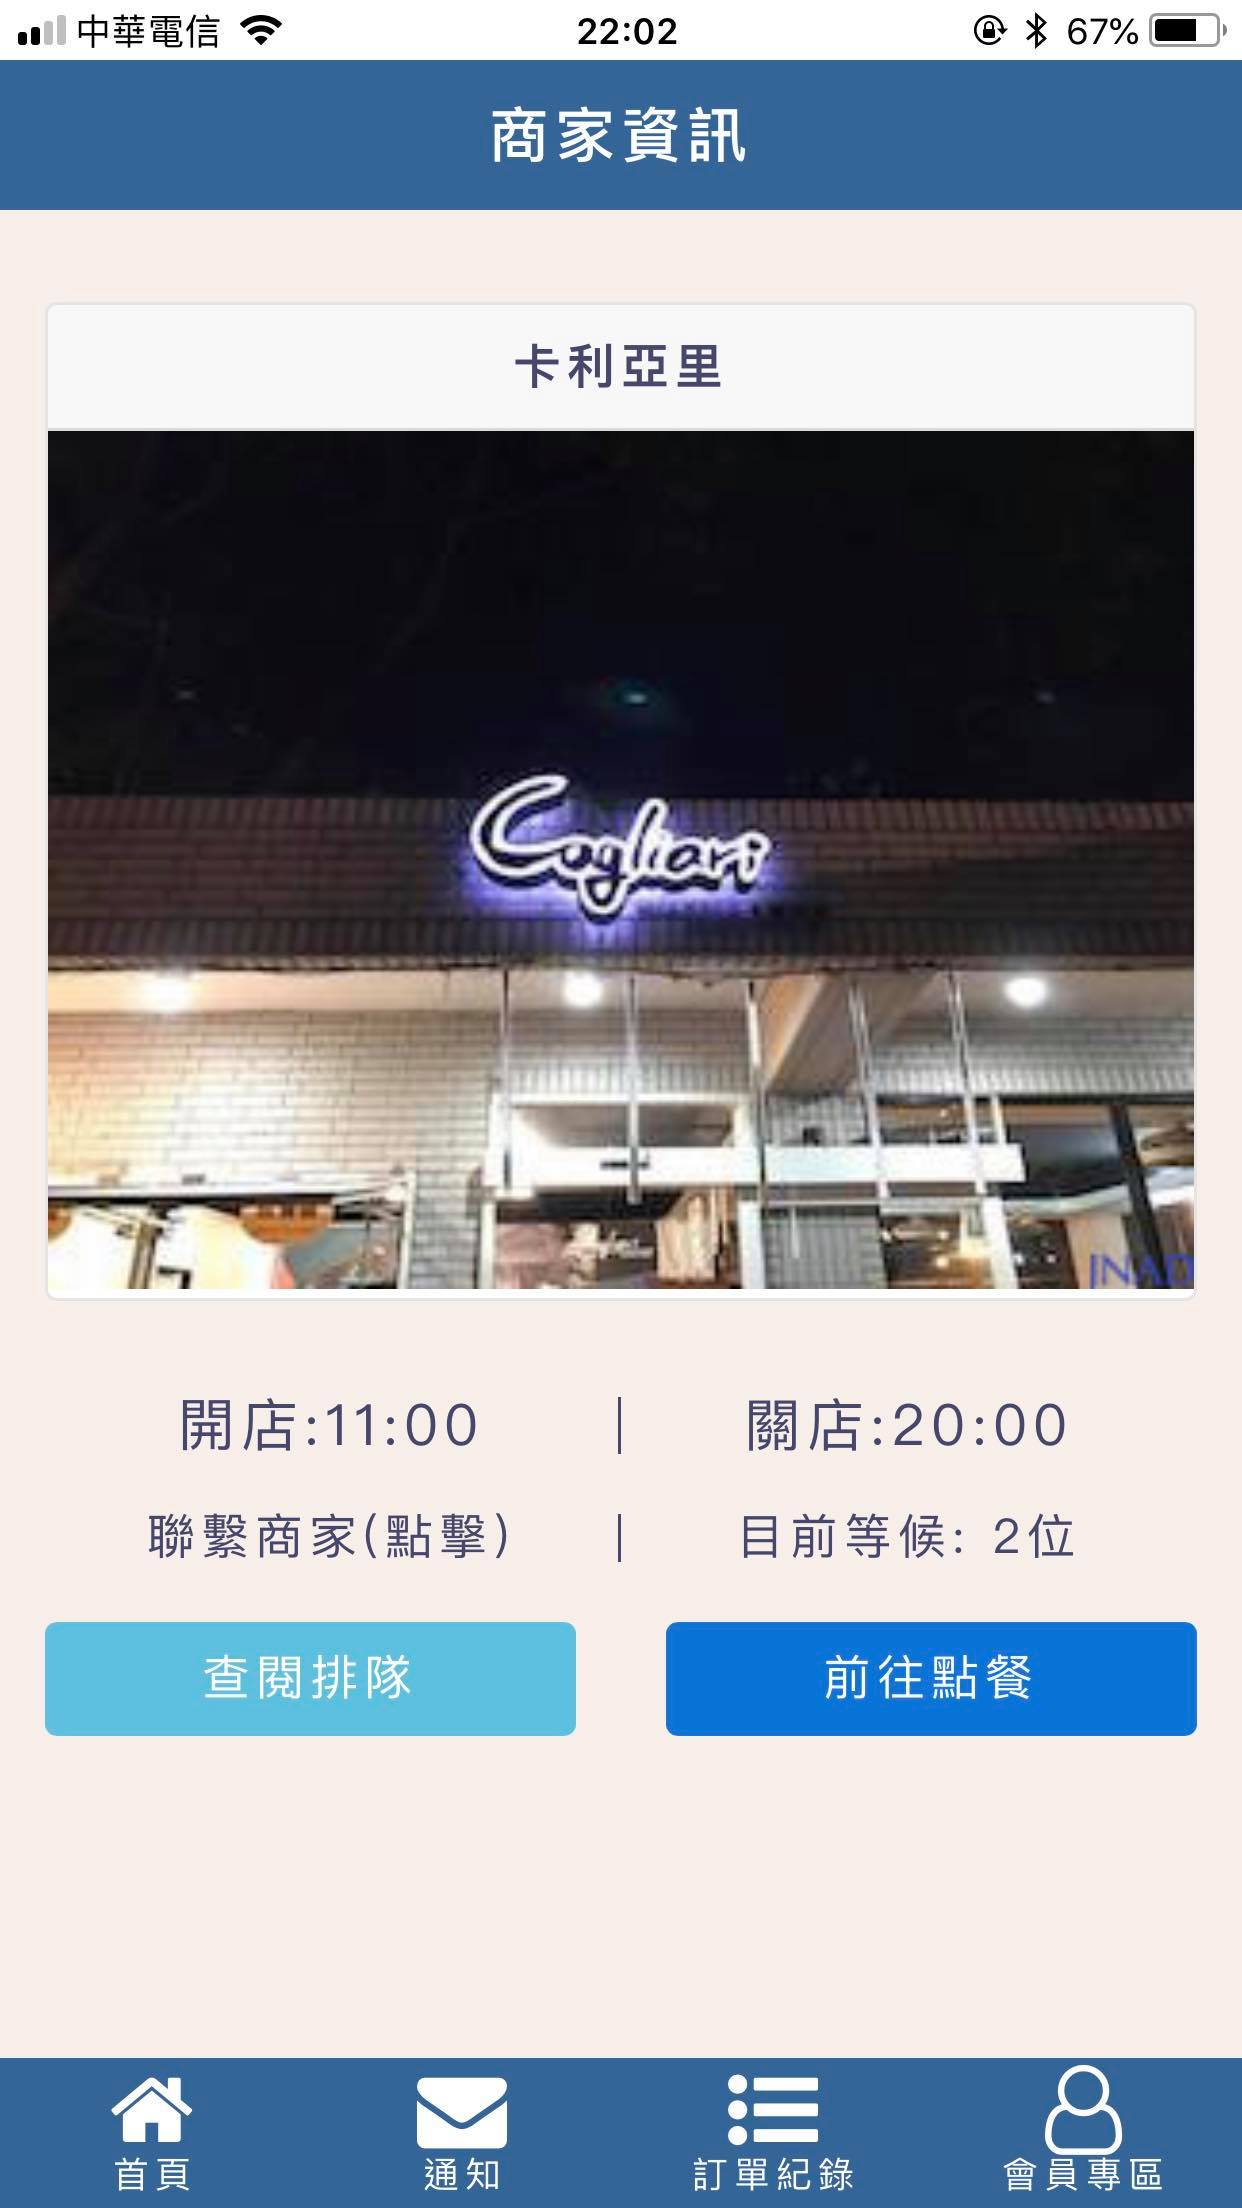 中華電信 22:02 67%
商家資訊
卡利亞里
Cagliari
JNAD
開店:11:00 | 關店:20:00
聯繫商家(點擊) | 目前等候: 2位
查閱排隊 前往點餐
首頁 通知 訂單紀錄 會員專區